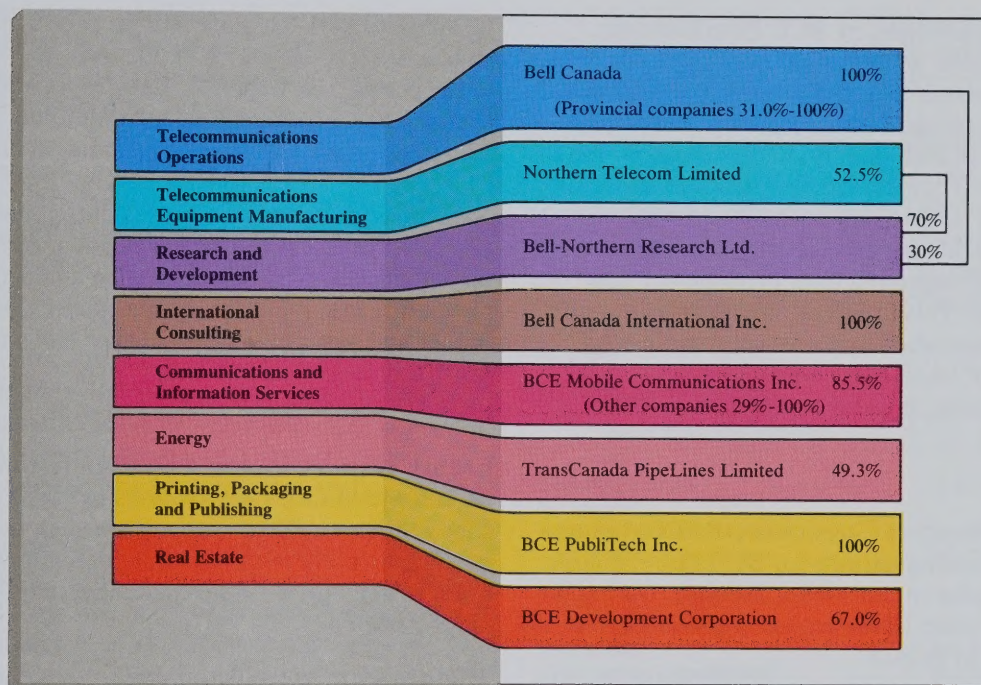 Telecommunications
Operations
Bell Canada 100%
(Provincial companies 31.0%-100%)
Telecommunications
Equipment Manufacturing
Northern Telecom Limited 52.5%
Research and
Development
Bell-Northern Research Ltd.
70%
30%
International
Consulting
Bell Canada International Inc. 100%
Communications and
Information Services
BCE Mobile Communications Inc. 85.5%
(Other companies 29%-100%)
Energy
TransCanada PipeLines Limited 49.3%
Printing, Packaging
and Publishing
BCE PubliTech Inc. 100%
Real Estate
BCE Development Corporation 67.0%